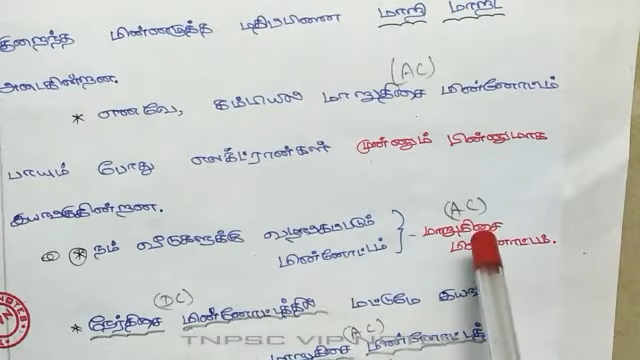 குறைந்த மின்னழுத்த மதிப்பினை மாறி மாறி
அடைகின்றன.
(AC)
* எனவே, கம்பியில் மாறுதிசை மின்னோட்டம்
பாயும் போது எலக்ட்ரான்கள் முன்னும் பின்னுமாக
இயங்குகின்றன.
(AC)
* நம் வீடுகளுக்கு வழங்கப்படும் } - மாறுதிசை
மின்னோட்டம் மின்னோட்டம்.
(DC)
* நேர்திசை மின்னோட்டத்தில் மட்டுமே
(AC)
மாறுதிசை மின்னோட்டத்
TNPSC VIP